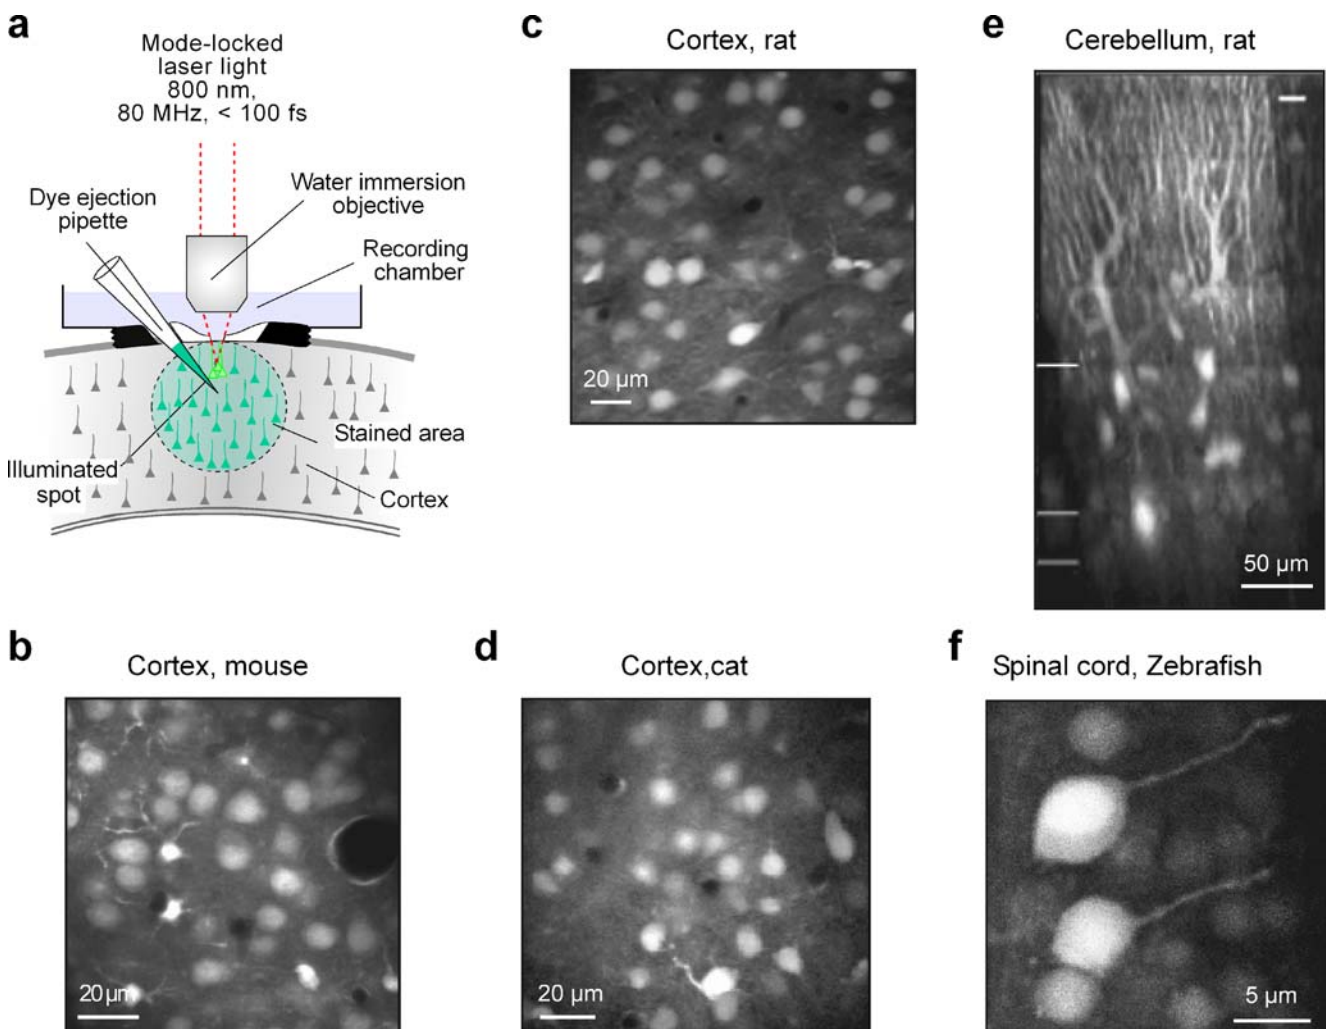 a
Mode-locked
laser light
800 nm,
80 MHz, < 100 fs
Dye ejection
pipette
Water immersion
objective
Recording
chamber
Stained area
Illuminated
spot
Cortex
c
Cortex, rat
20 µm
e
Cerebellum, rat
50 µm
b
Cortex, mouse
20µm
d
Cortex,cat
20 µm
f
Spinal cord, Zebrafish
5 µm